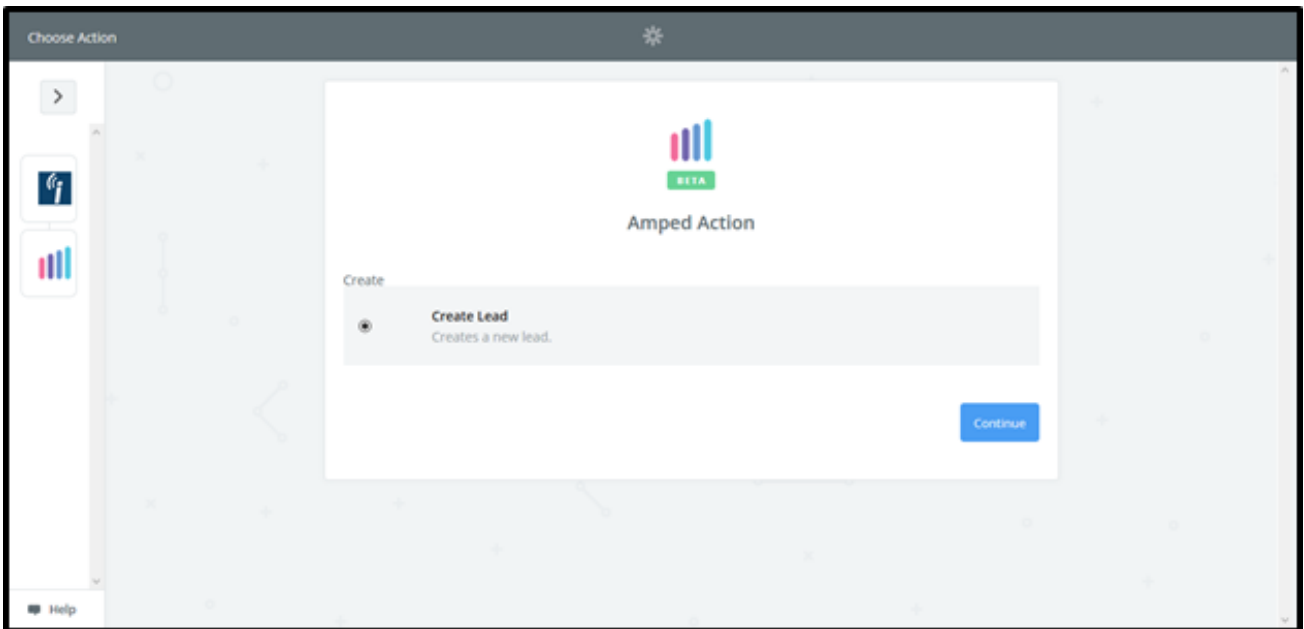 Choose Action
BETA
Amped Action
Create
Create Lead
Creates a new lead.
Continue
Help